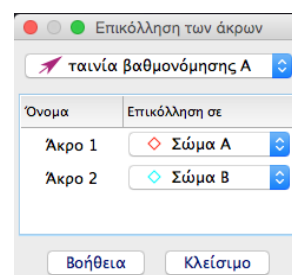 Επικόλληση των άκρων
ταινία βαθμονόμησης A
Όνομα Επικόλληση σε
Άκρο 1 Σώμα A
Άκρο 2 Σώμα B
Βοήθεια Κλείσιμο